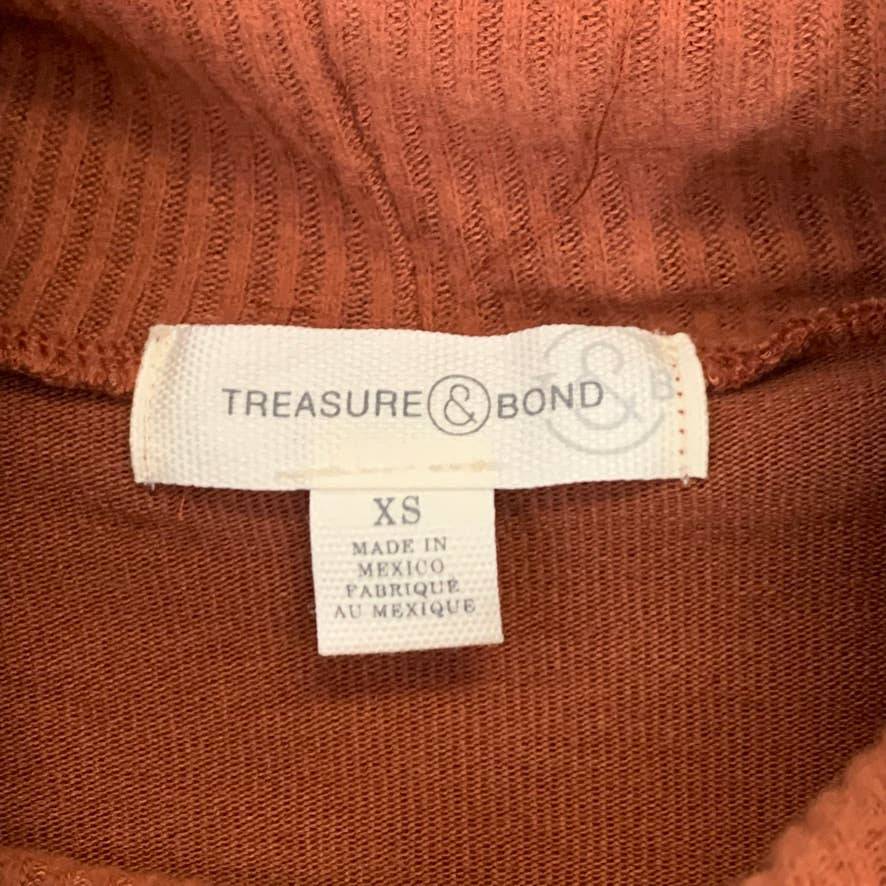 TREASURE & BOND
T & B
XS
MADE IN
MEXICO
FABRIQUÉ
AU MEXIQUE